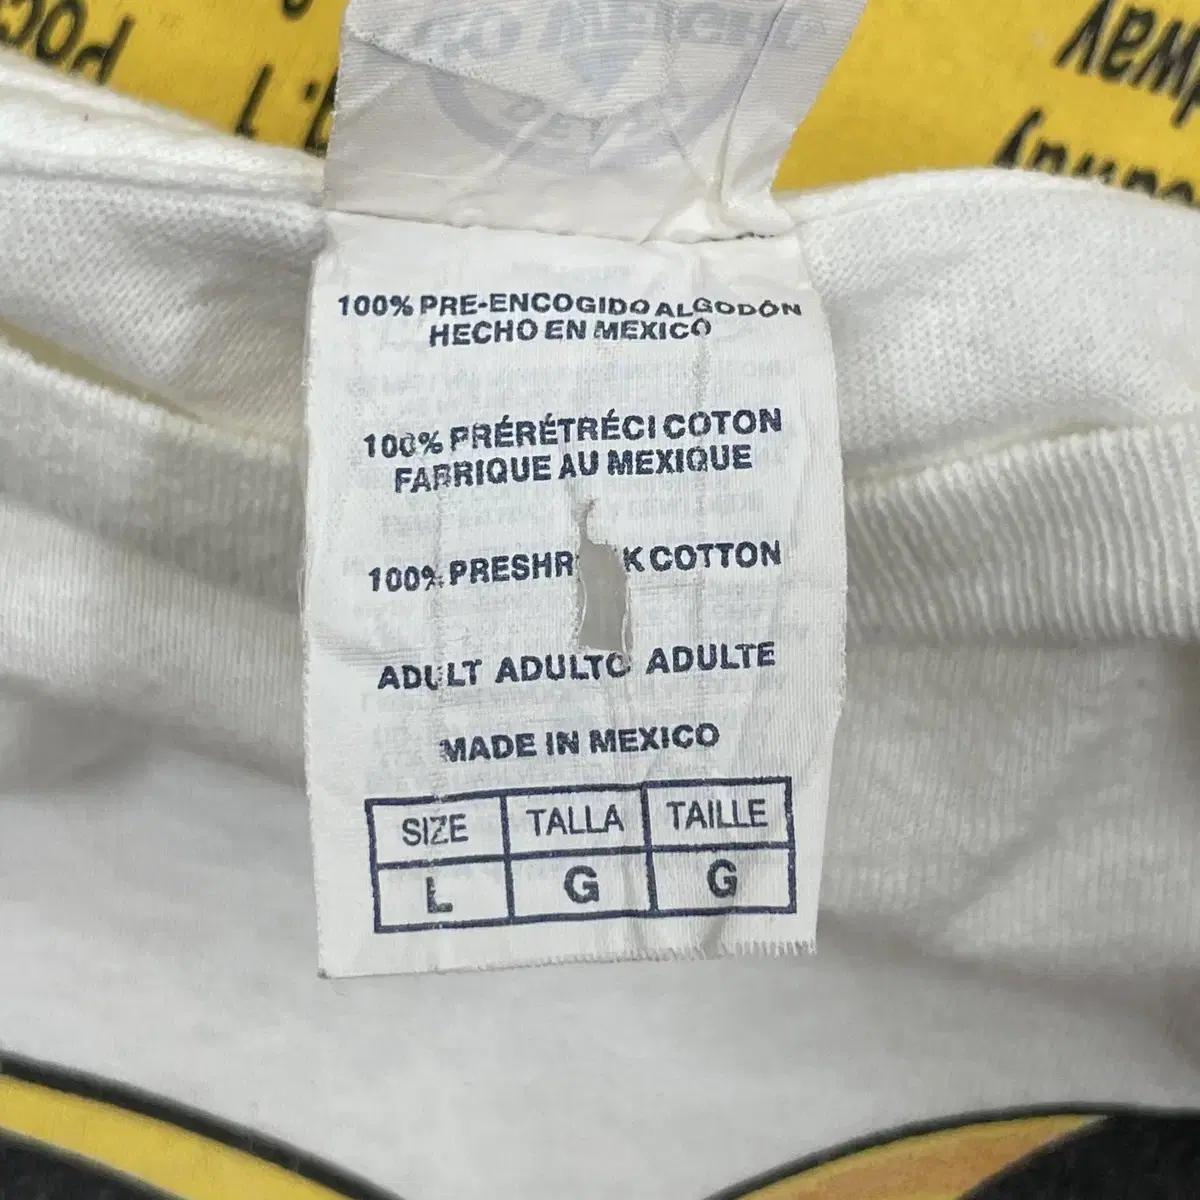 100% PRE-ENCOGIDO ALGODÓN
HECHO EN MEXICO
100% PRÉRÉTRÉCI COTON
FABRIQUE AU MEXIQUE
100% PRESHR K COTTON
ADULT ADULTO ADULTE
MADE IN MEXICO
SIZE TALLA TAILLE
L G G